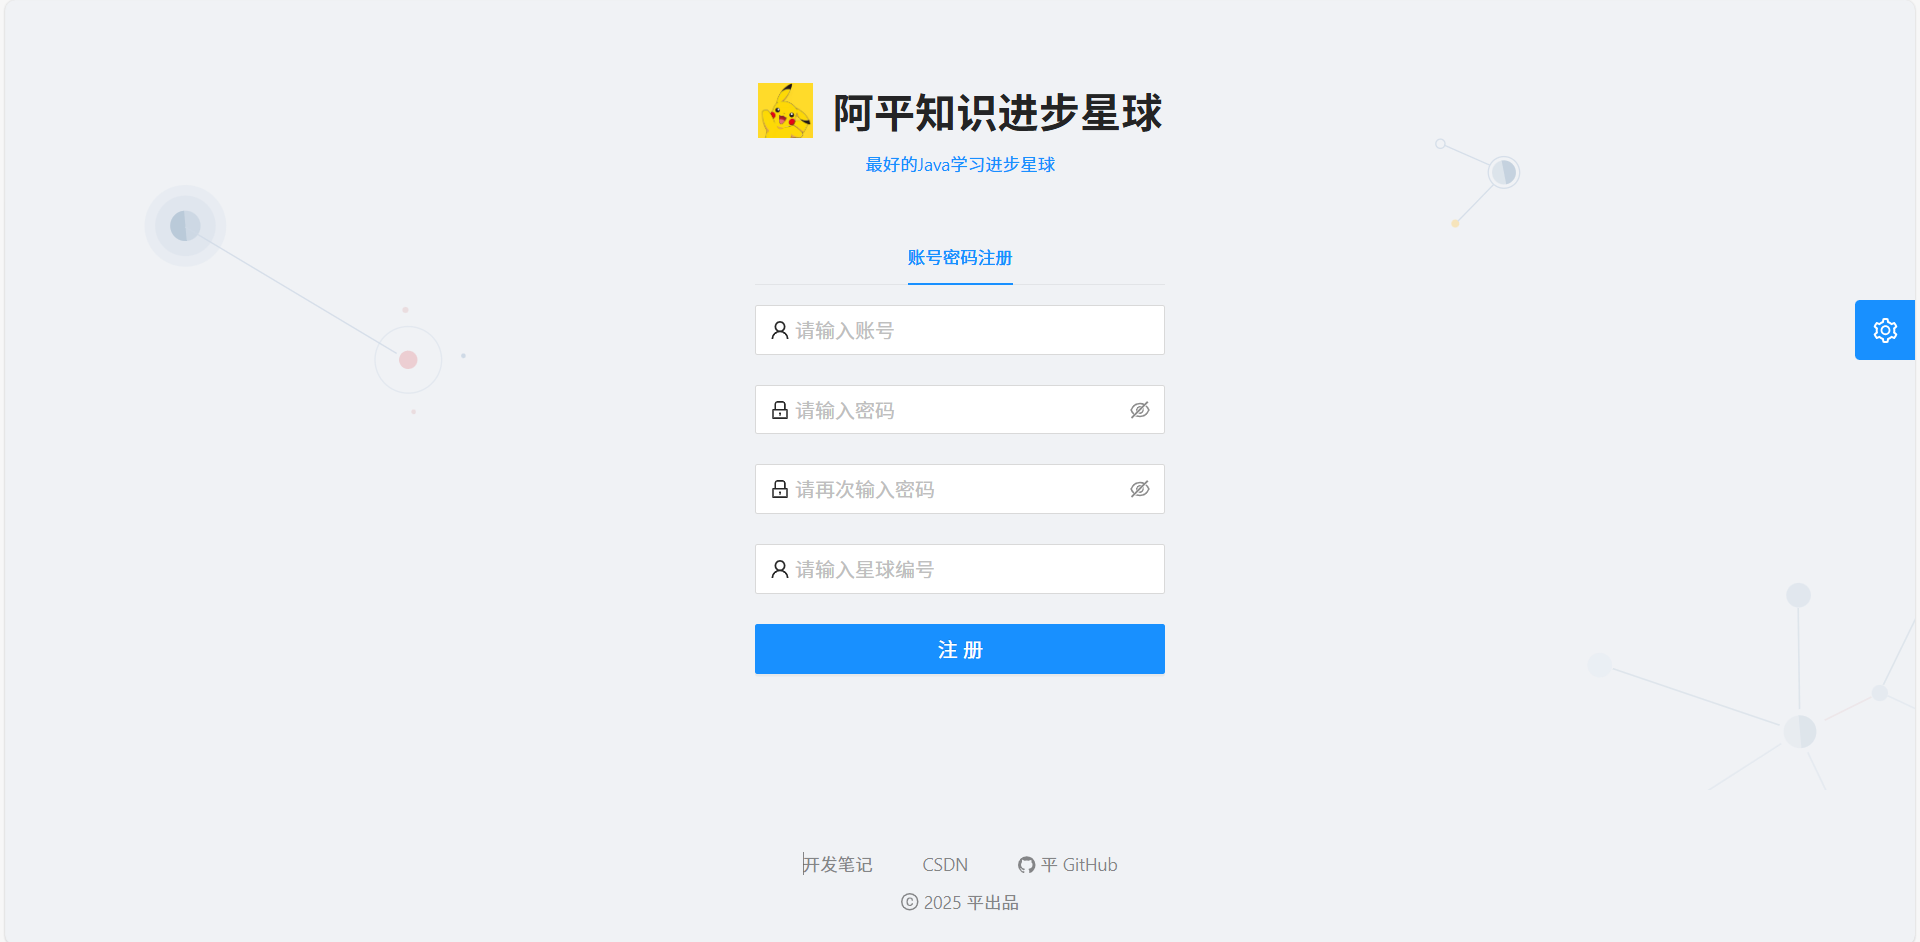 阿平知识进步星球
最好的Java学习进步星球
账号密码注册
请输入账号
请输入密码
请再次输入密码
请输入星球编号
注 册
开发笔记 CSDN 平 GitHub
© 2025 平出品